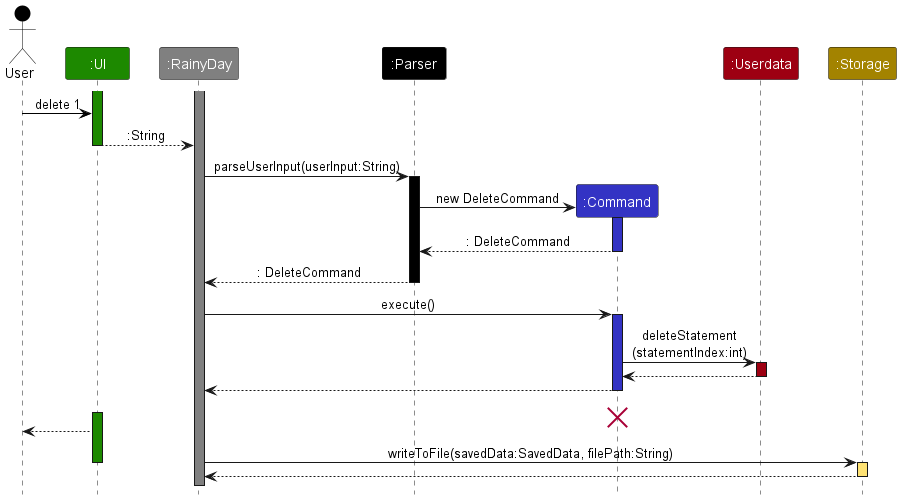 User
:UI
:RainyDay
:Parser
:Userdata
:Storage
delete 1
:String
parseUserInput(userInput:String)
new DeleteCommand
:Command
: DeleteCommand
: DeleteCommand
execute()
deleteStatement
(statementIndex:int)
writeToFile(savedData:SavedData, filePath:String)